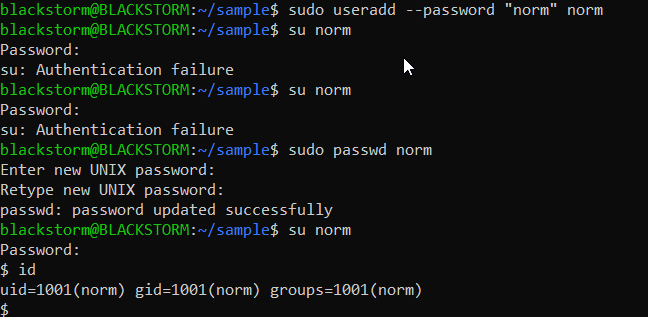 blackstorm@BLACKSTORM:~/sample$ sudo useradd --password "norm" norm
blackstorm@BLACKSTORM:~/sample$ su norm
Password:
su: Authentication failure
blackstorm@BLACKSTORM:~/sample$ su norm
Password:
su: Authentication failure
blackstorm@BLACKSTORM:~/sample$ sudo passwd norm
Enter new UNIX password:
Retype new UNIX password:
passwd: password updated successfully
blackstorm@BLACKSTORM:~/sample$ su norm
Password:
$ id
uid=1001(norm) gid=1001(norm) groups=1001(norm)
$